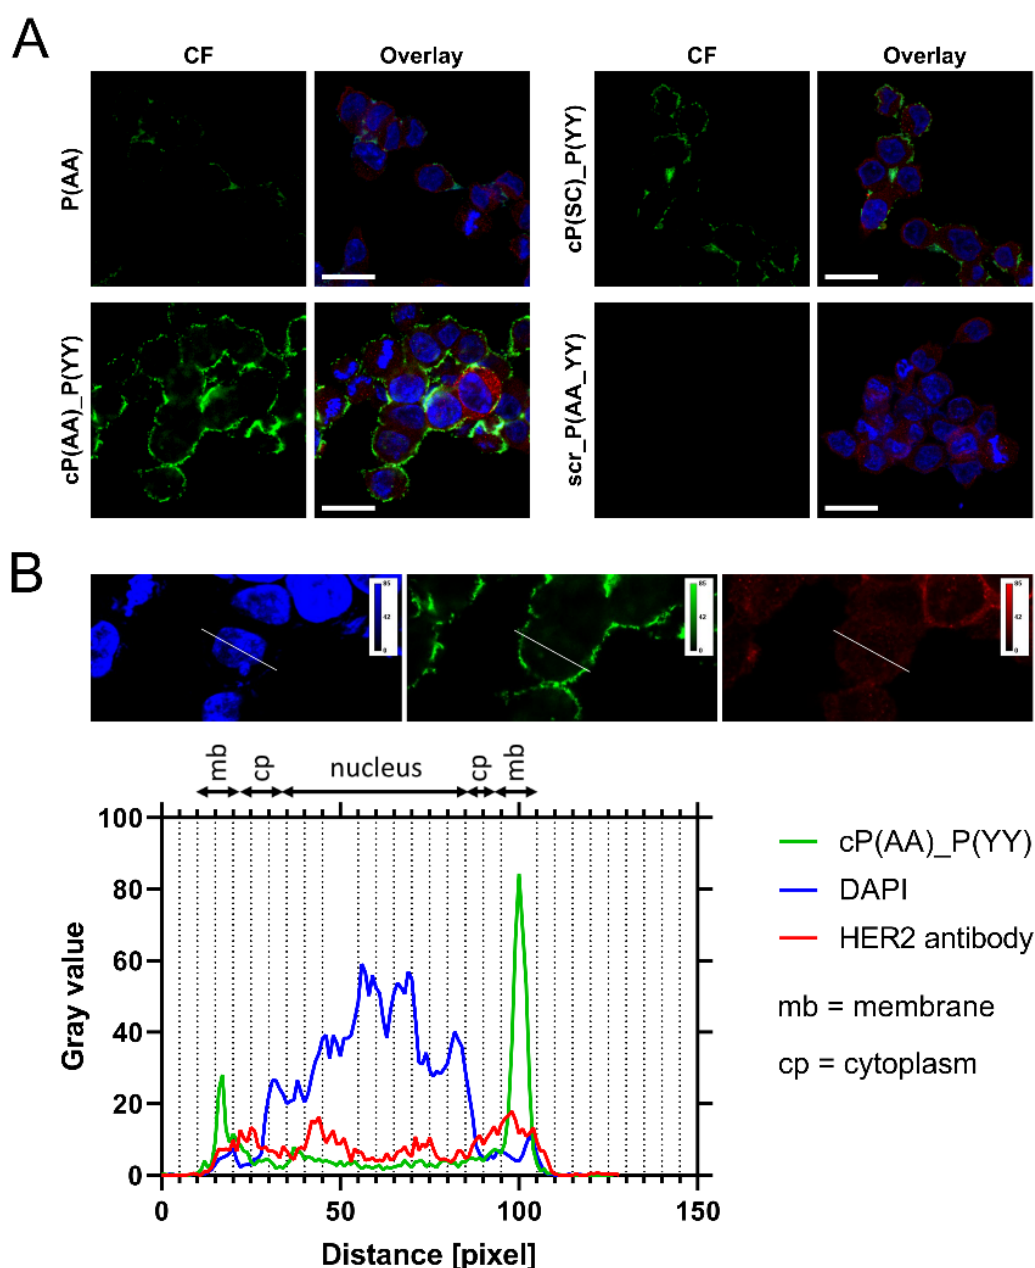 A
CF
Overlay
CF
Overlay
P(AA)
cP(SC)_P(YY)
cP(AA)_P(YY)
scr_P(AA_YY)
B
85
42
0
85
42
0
85
42
0
mb
cp
nucleus
cp
mb
100
80
60
40
20
0
Gray value
0
50
100
150
Distance [pixel]
cP(AA)_P(YY)
DAPI
HER2 antibody
mb = membrane
cp = cytoplasm